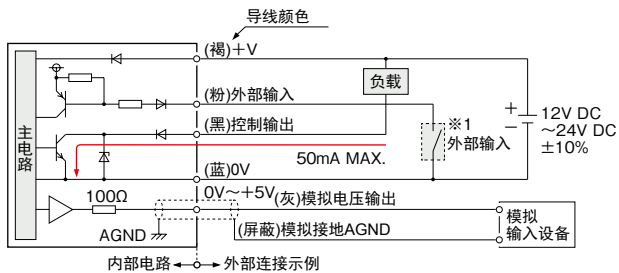 导线颜色
(褐)+V
负载
(粉)外部输入
主电路
(黑)控制输出
※1
外部输入
+
−
12V DC
~24V DC
±10%
50mA MAX.
(蓝)0V
0V~+5V
(灰)模拟电压输出
100Ω
模拟
输入设备
AGND
(屏蔽)模拟接地AGND
内部电路
外部连接示例